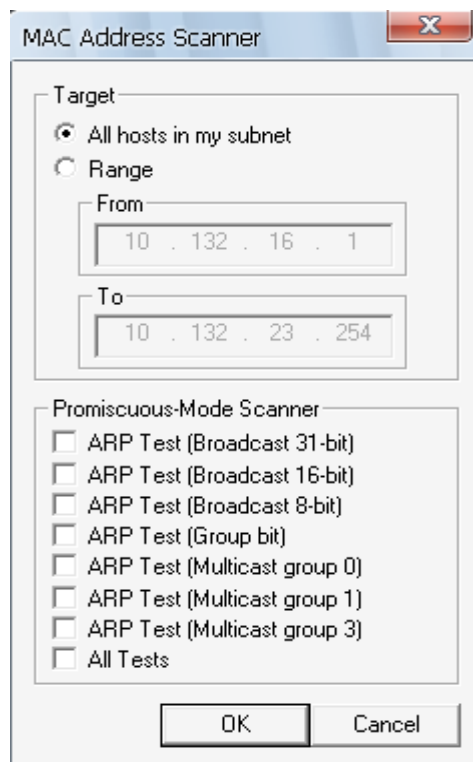 MAC Address Scanner
Target
All hosts in my subnet
Range
From
10 . 132 . 16 . 1
To
10 . 132 . 23 . 254
Promiscuous-Mode Scanner
ARP Test (Broadcast 31-bit)
ARP Test (Broadcast 16-bit)
ARP Test (Broadcast 8-bit)
ARP Test (Group bit)
ARP Test (Multicast group 0)
ARP Test (Multicast group 1)
ARP Test (Multicast group 3)
All Tests
OK Cancel